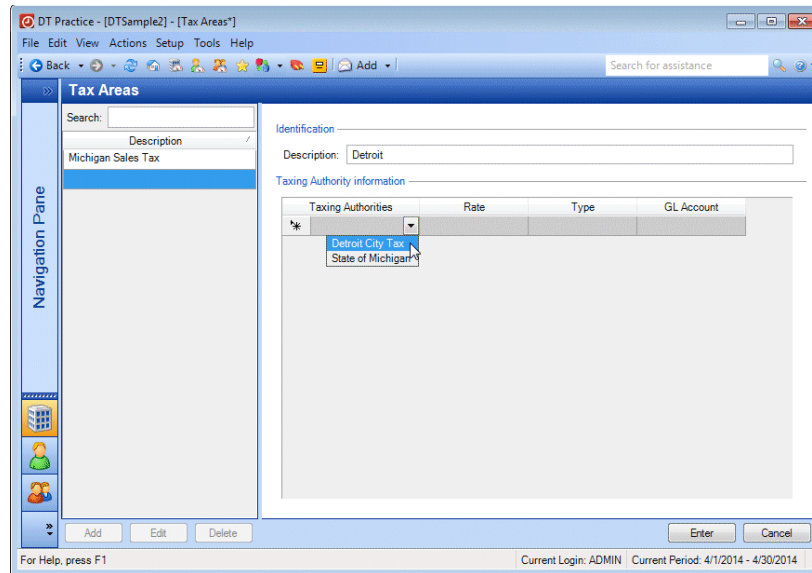 DT Practice - [DTSample2] - [Tax Areas*]
File Edit View Actions Setup Tools Help
Back Add Search for assistance
Tax Areas
Search:
Description
Michigan Sales Tax
Identification
Description: Detroit
Taxing Authority information
Taxing Authorities Rate Type GL Account
Detroit City Tax
State of Michigan
Navigation Pane
Add Edit Delete Enter Cancel
For Help, press F1 Current Login: ADMIN Current Period: 4/1/2014 - 4/30/2014